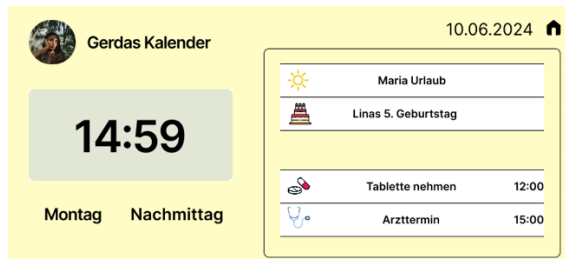 Gerdas Kalender
14:59
Montag Nachmittag
10.06.2024
Maria Urlaub
Linas 5. Geburtstag
Tablette nehmen 12:00
Arzttermin 15:00